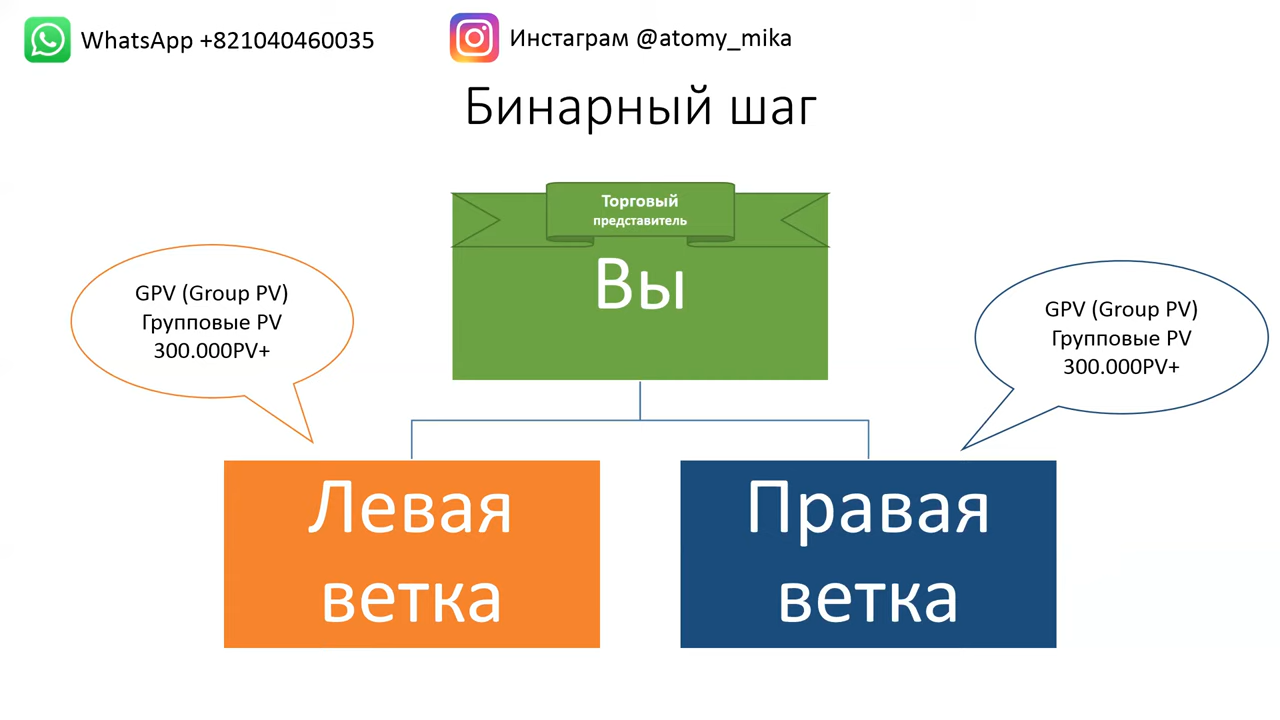 WhatsApp +821040460035
Инстаграм @atomy_mika
Бинарный шаг
Торговый
представитель
Вы
GPV (Group PV)
Групповые PV
300.000PV+
GPV (Group PV)
Групповые PV
300.000PV+
Левая
ветка
Правая
ветка